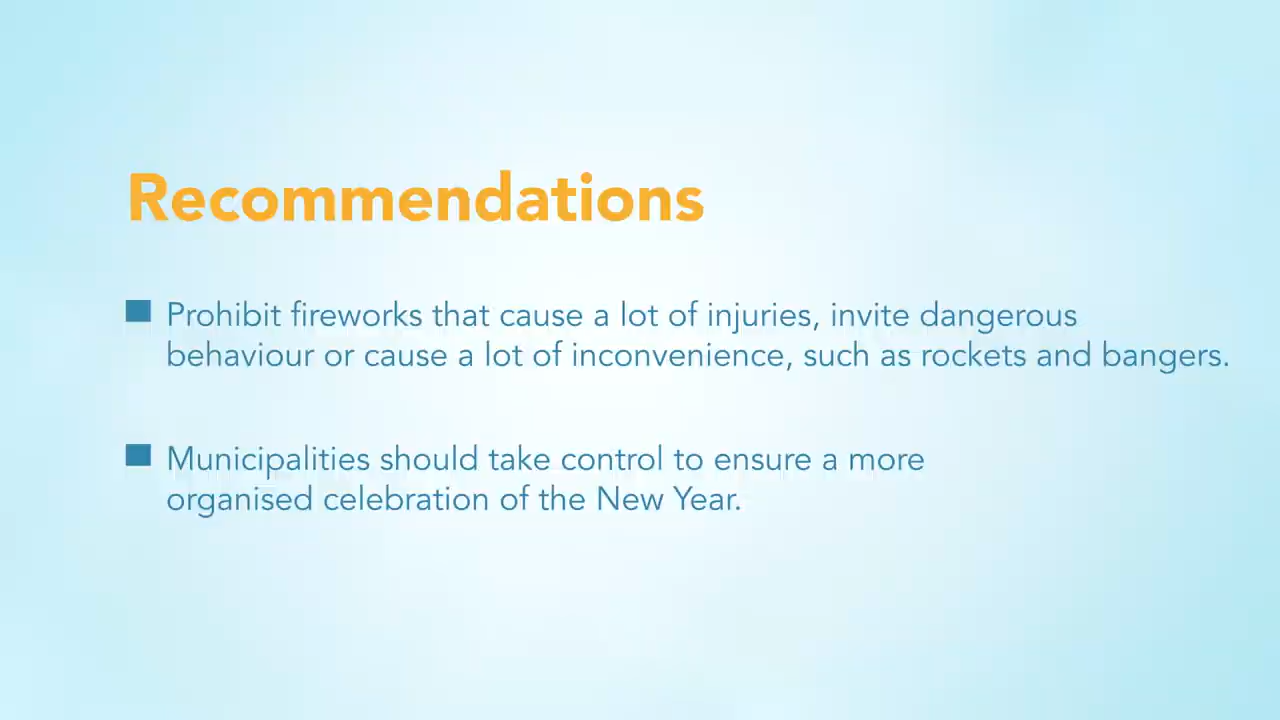 Recommendations
Prohibit fireworks that cause a lot of injuries, invite dangerous
behaviour or cause a lot of inconvenience, such as rockets and bangers.
Municipalities should take control to ensure a more
organised celebration of the New Year.